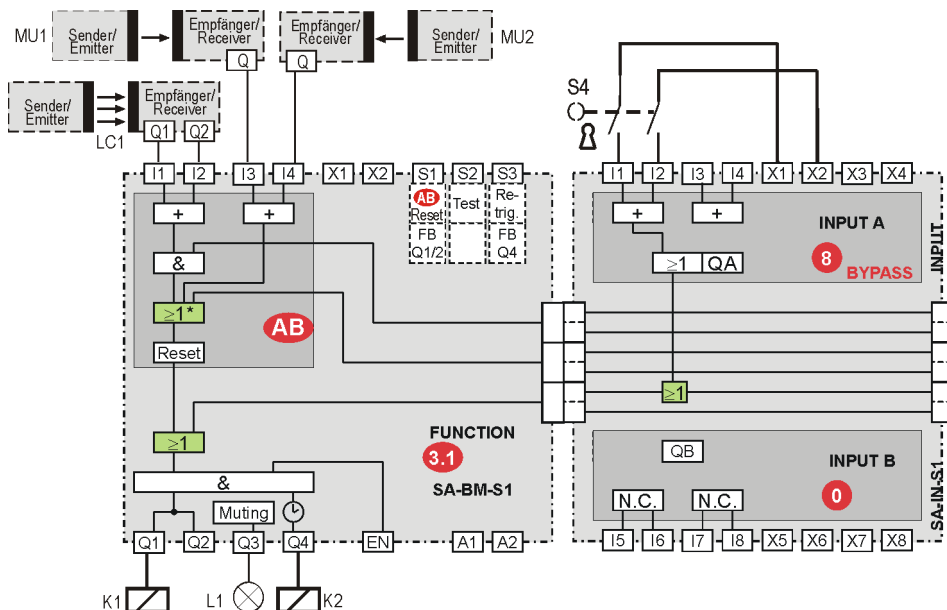 MU1
Sender/
Emitter
Empfänger/
Receiver
Q
Empfänger/
Receiver
Q
Sender/
Emitter
MU2
Sender/
Emitter
LC1
Empfänger/
Receiver
Q1 Q2
S4
I1 I2 I3 I4 X1 X2 S1 S2 S3
I1 I2 I3 I4 X1 X2 X3 X4
+ +
&
≥1*
Reset
AB
AB
Reset
FB
Q1/2
Test
Re-
trig.
FB
Q4
+ +
≥1 QA
INPUT A
8
BYPASS
INPUT
≥1
≥1
FUNCTION
3.1
SA-BM-S1
&
Muting
QB
INPUT B
0
N.C. N.C.
SA-IN-S1
Q1 Q2 Q3 Q4 EN A1 A2
I5 I6 I7 I8 X5 X6 X7 X8
K1 L1 K2